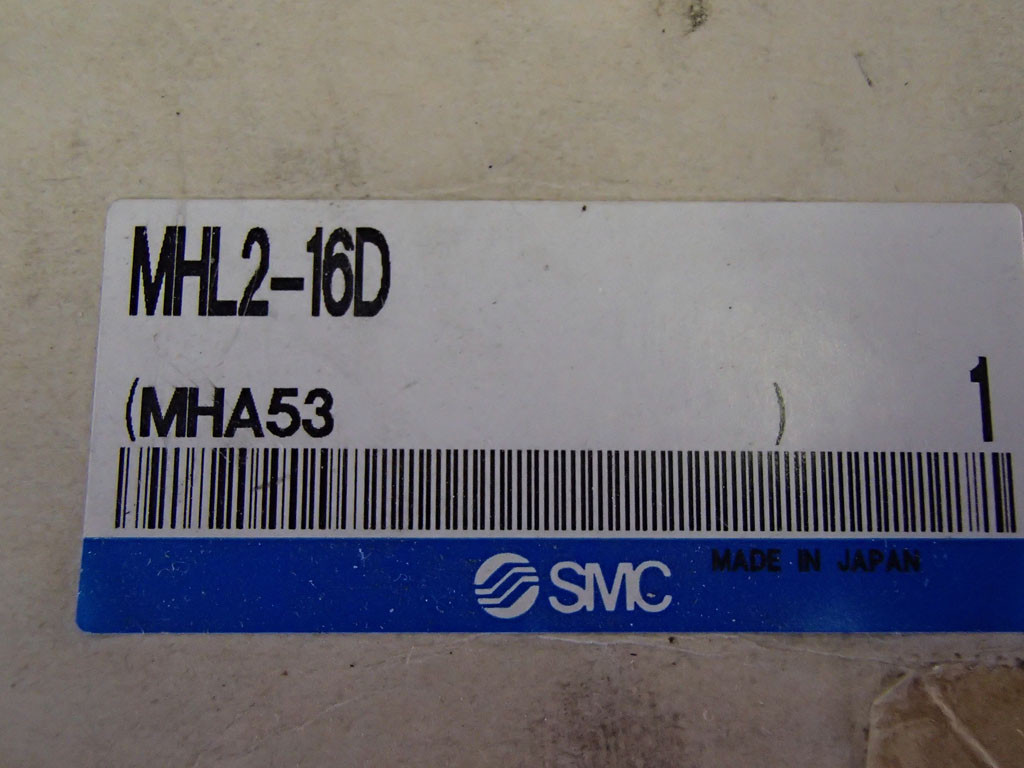 MHL2-16D
(MHA53 ) 1
SMC MADE IN JAPAN